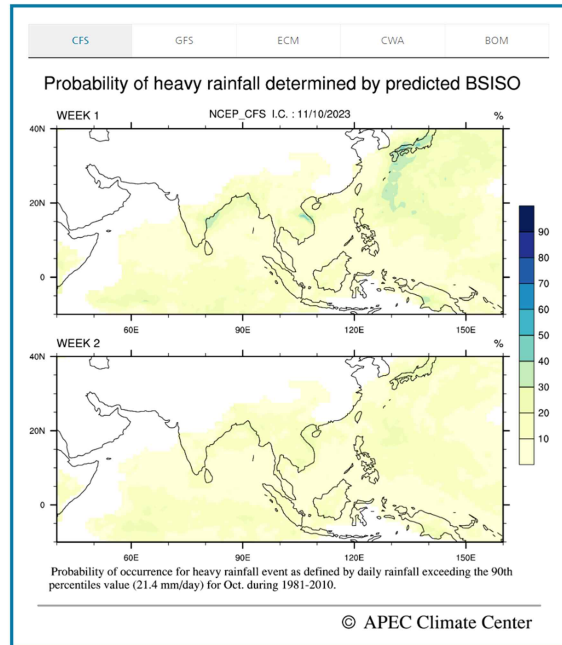 CFS GFS ECM CWA BOM
Probability of heavy rainfall determined by predicted BSISO
WEEK 1 NCEP_CFS I.C. : 11/10/2023 %
40N
20N
0
60E 90E 120E 150E
WEEK 2 %
40N
20N
0
60E 90E 120E 150E
90
80
70
60
50
40
30
20
10
Probability of occurrence for heavy rainfall event as defined by daily rainfall exceeding the 90th
percentiles value (21.4 mm/day) for Oct. during 1981-2010.
© APEC Climate Center